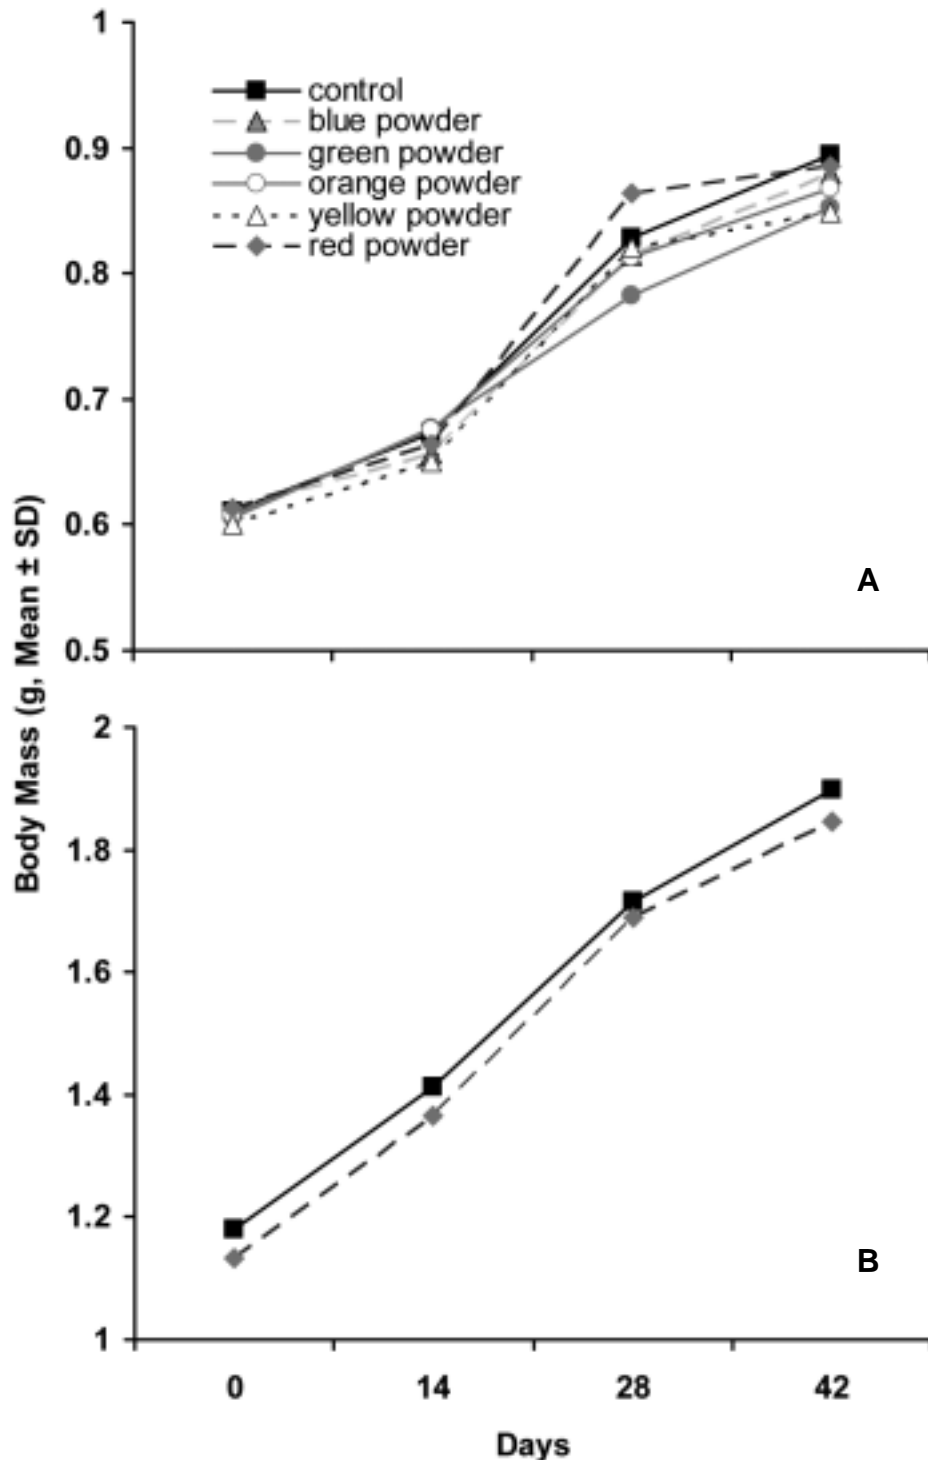 1
control
blue powder
0.9
green powder
orange powder
yellow powder
red powder
0.8
0.7
0.6
A
0.5
Body Mass (g, Mean ± SD)
2
1.8
1.6
1.4
1.2
B
1
0 14 28 42
Days